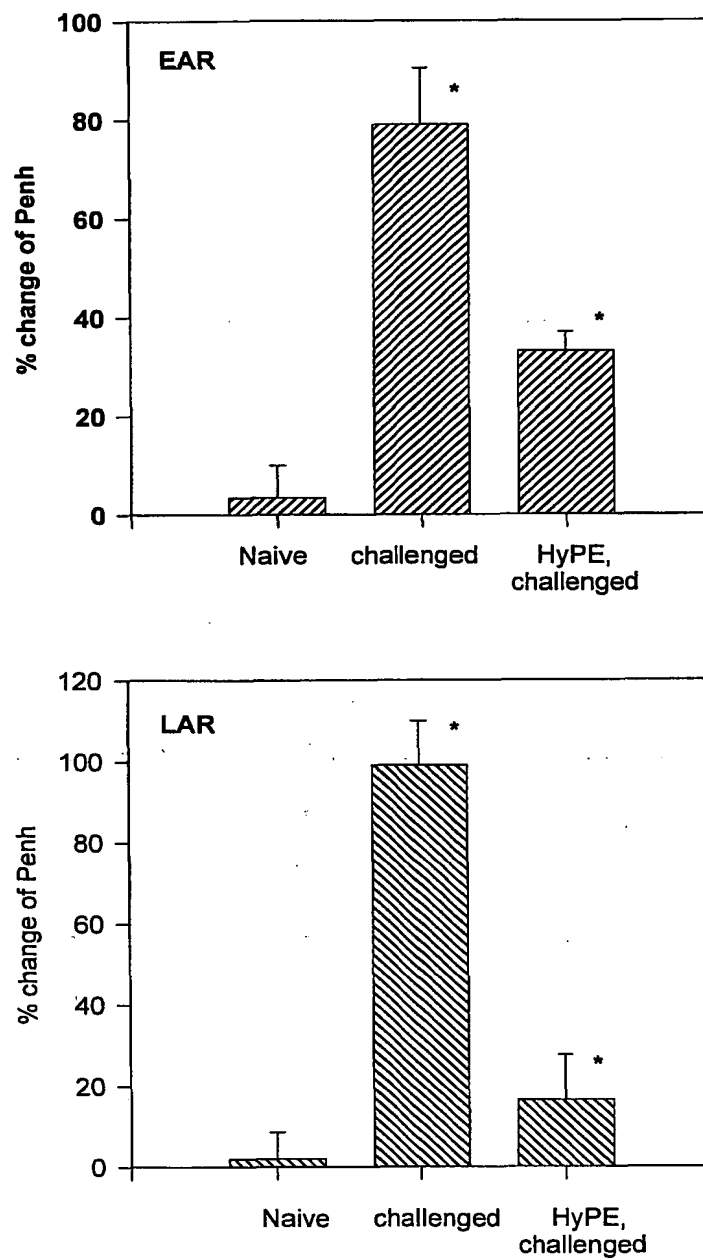 EAR
% change of Penh
100
80
60
40
20
0
*
*
Naive
challenged
HyPE,
challenged
LAR
% change of Penh
120
100
80
60
40
20
0
*
*
Naive
challenged
HyPE,
challenged